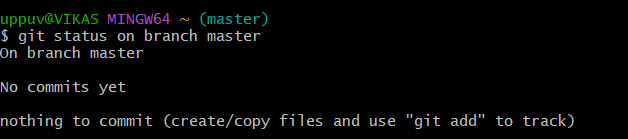 uppuv@VIKAS MINGW64 ~ (master)
$ git status on branch master
On branch master
No commits yet
nothing to commit (create/copy files and use "git add" to track)